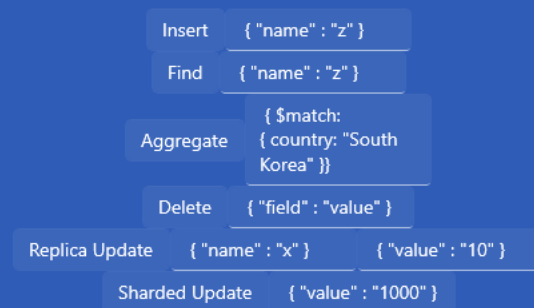 Insert { "name" : "z" }
Find { "name" : "z" }
Aggregate { $match:
{ country: "South
Korea" }}
Delete { "field" : "value" }
Replica Update { "name" : "x" } { "value" : "10" }
Sharded Update { "value" : "1000" }